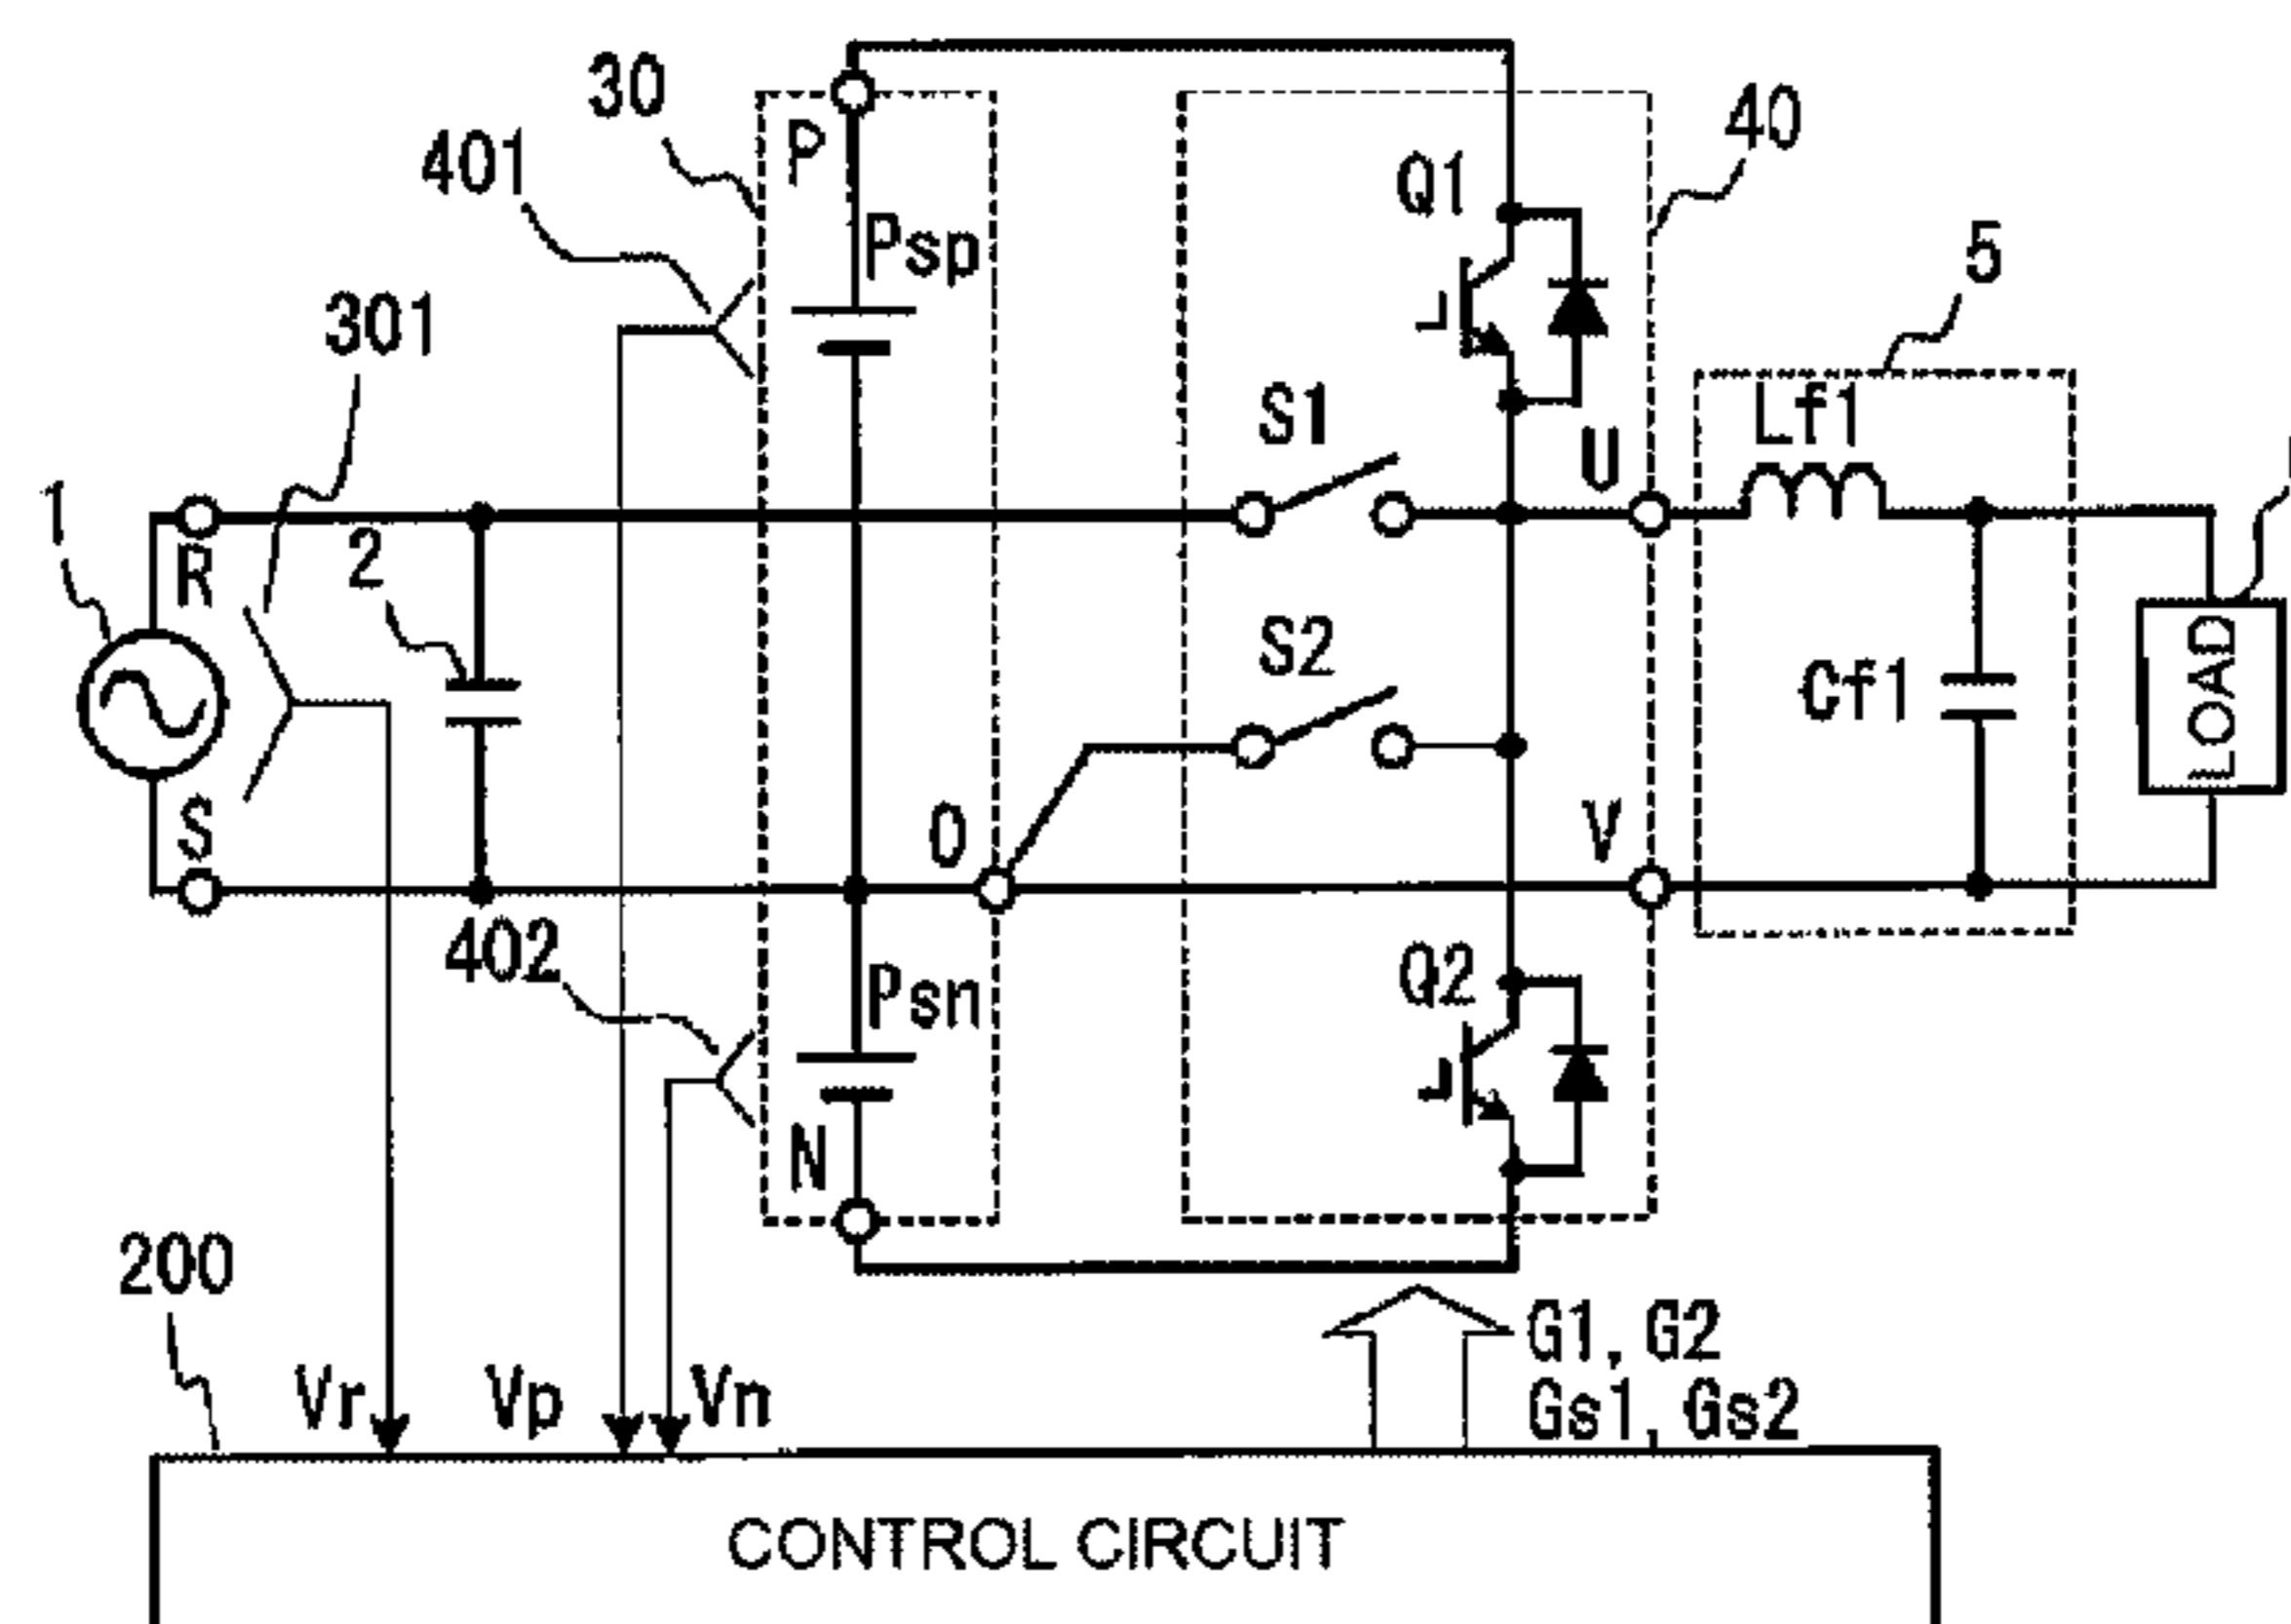 30
P
40
401
Q1
Psp
5
301
S1
U
Lf1
1
R
2
S2
Cf1
LOAD
S
O
V
402
Psn
Q2
N
200
G1, G2
Vr
Vp
Vn
Gs1, Gs2
CONTROL CIRCUIT